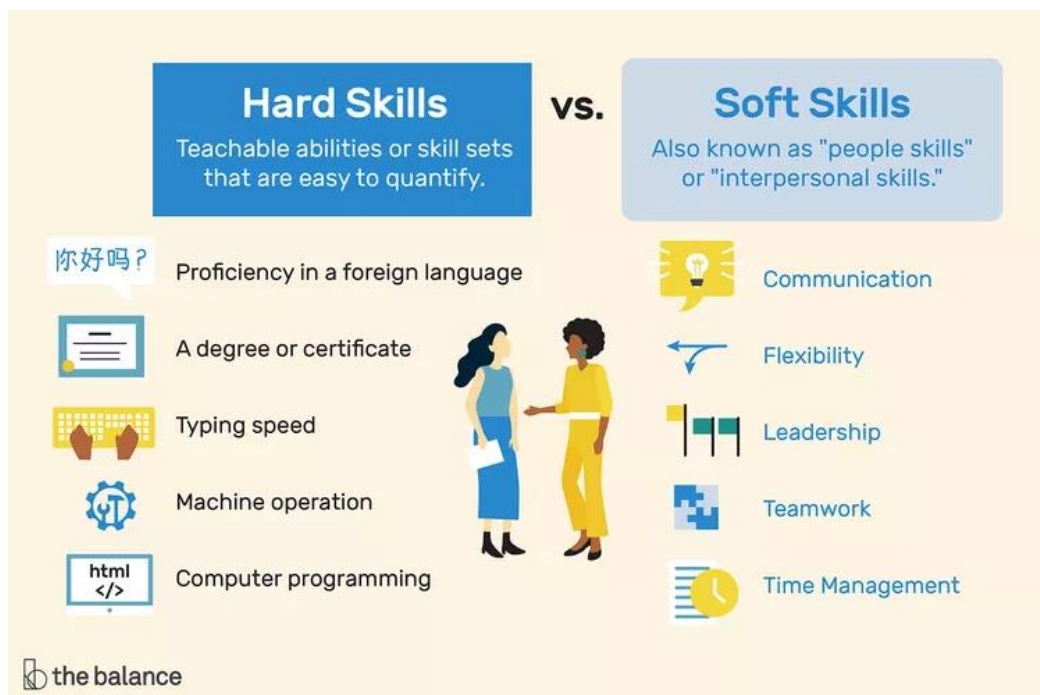 Hard Skills
Teachable abilities or skill sets
that are easy to quantify.
vs.
Soft Skills
Also known as "people skills"
or "interpersonal skills."
你好吗?
Proficiency in a foreign language
A degree or certificate
Typing speed
Machine operation
html
</>
Computer programming
Communication
Flexibility
Leadership
Teamwork
Time Management
the balance